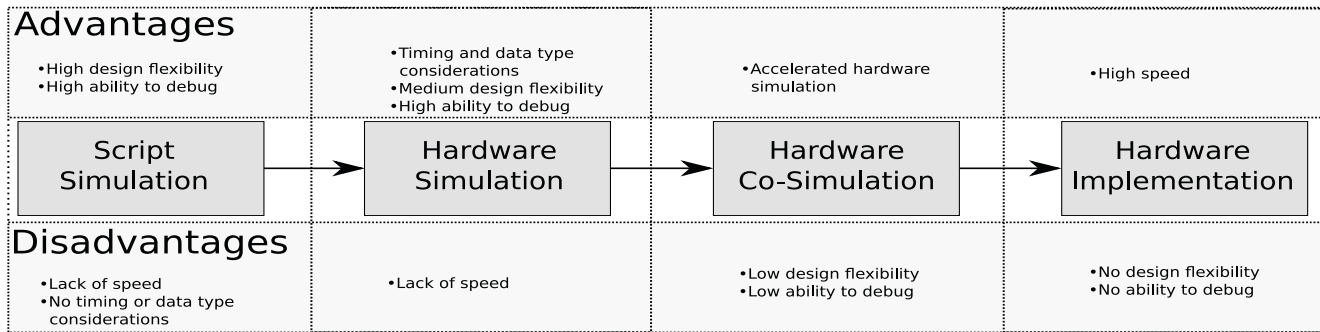 Advantages
•High design flexibility
•High ability to debug
•Timing and data type
considerations
•Medium design flexibility
•High ability to debug
•Accelerated hardware
simulation
•High speed
Script
Simulation
Hardware
Simulation
Hardware
Co-Simulation
Hardware
Implementation
Disadvantages
•Lack of speed
•No timing or data type
considerations
•Lack of speed
•Low design flexibility
•Low ability to debug
•No design flexibility
•No ability to debug